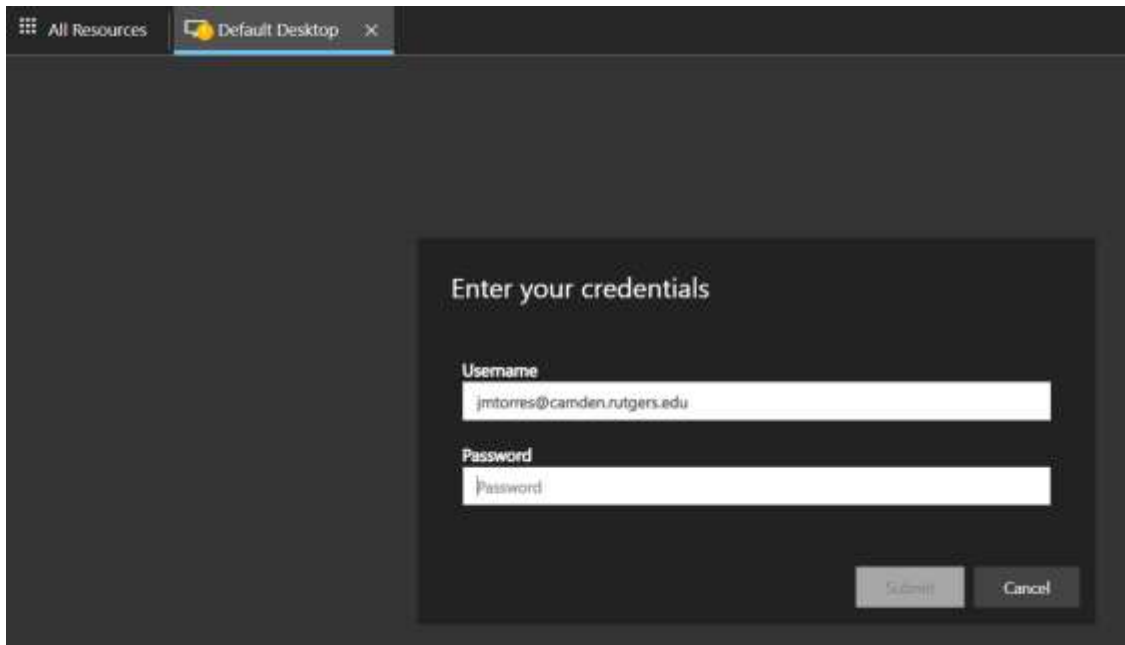 All Resources
Default Desktop
Enter your credentials
Username
jmtorres@camden.rutgers.edu
Password
Password
Submit
Cancel